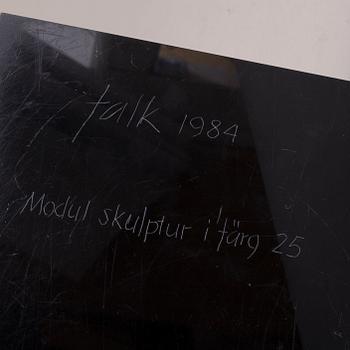 falk 1984
Modul skulptur i färg 25